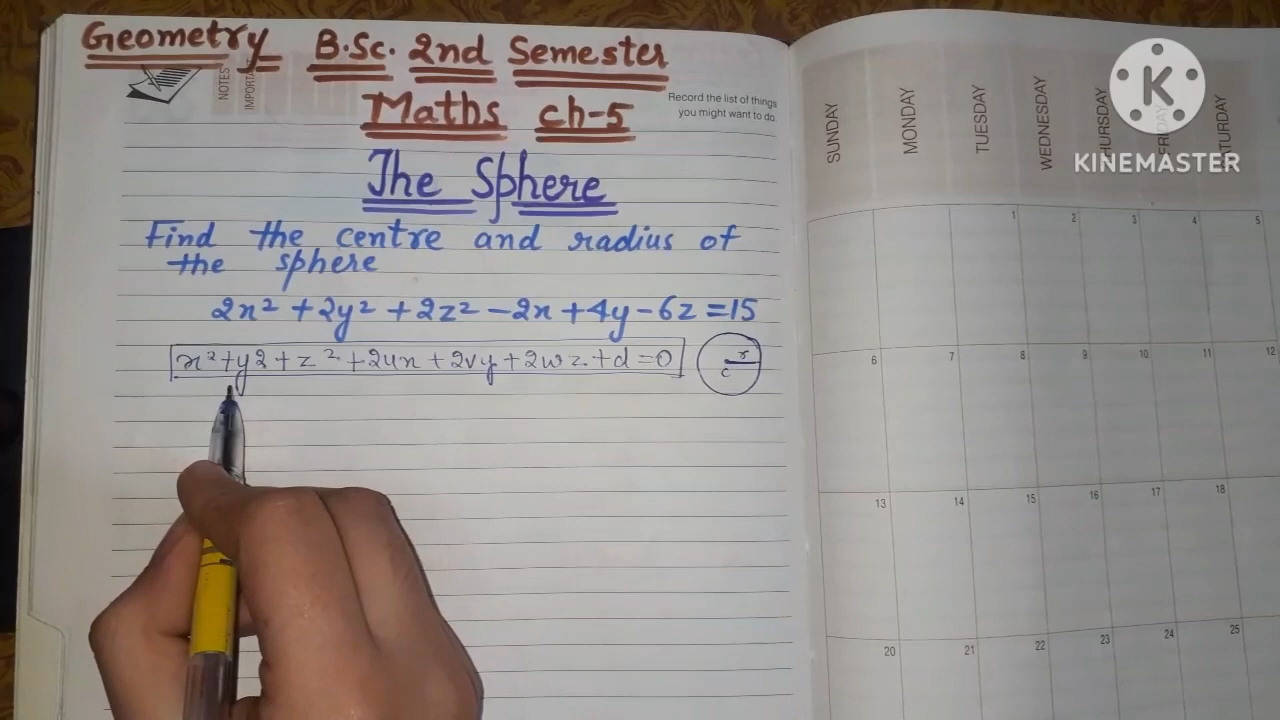 Geometry B.Sc. 2nd Semester
NOTES
Maths ch-5
Record the list of things
you might want to do.
The Sphere
Find the centre and radius of
the sphere
2x² + 2y² + 2z² - 2x + 4y - 6z = 15
x² + y2 + z² + 2ux + 2vy + 2wz + d = 0
r
c
K
KINEMASTER
SUNDAY MONDAY TUESDAY WEDNESDAY
1 2 3 4 5
6 7 8 9 10 11 12
13 14 15 16 17 18
20 21 22 23 24 25